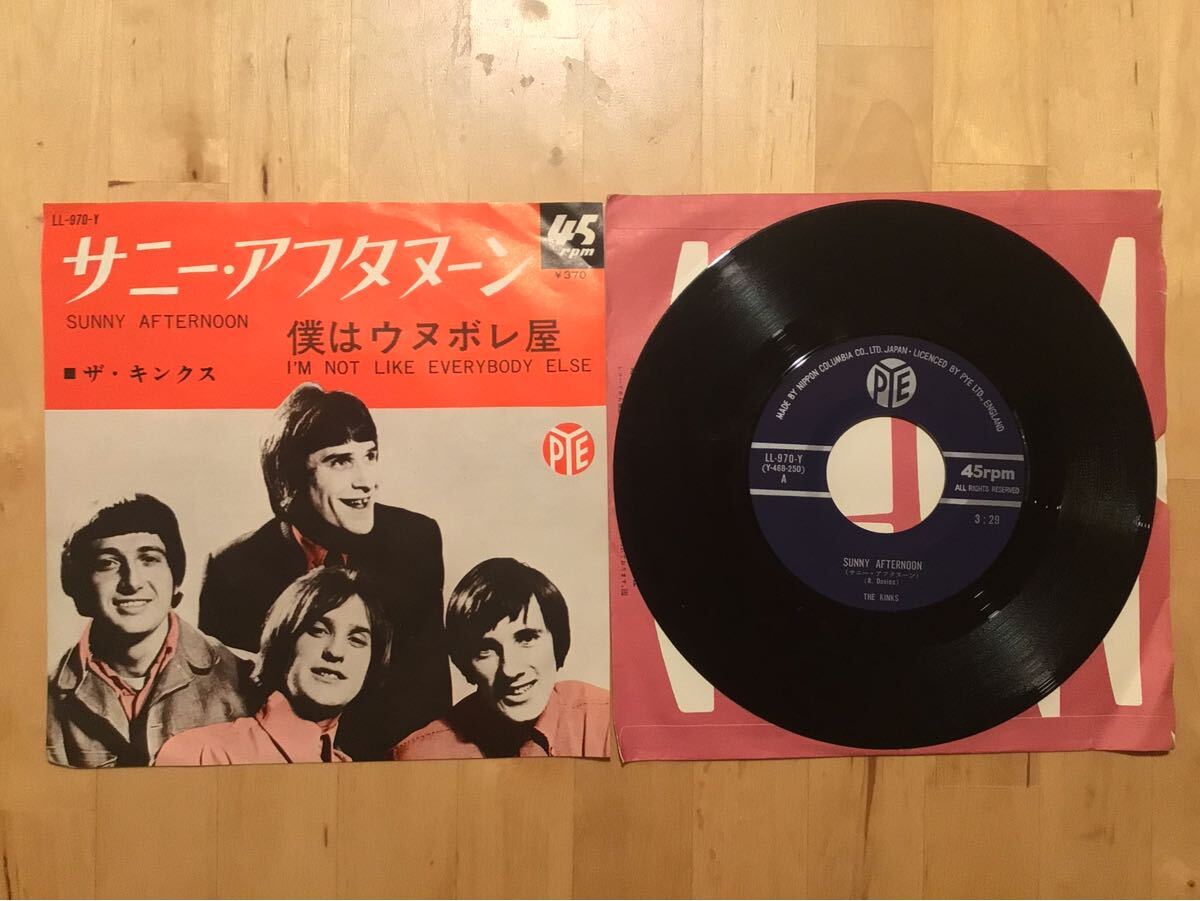 LL-970-Y
サニー・アフタヌーン
45
rpm
¥370
SUNNY AFTERNOON
僕はウヌボレ屋
I'M NOT LIKE EVERYBODY ELSE
■ザ・キンクス
PYE
MADE BY NIPPON COLUMBIA CO., LTD. JAPAN・LICENCED BY PYE LTD., ENGLAND
PYE
LL-970-Y
(Y-468-250)
A
45rpm
ALL RIGHTS RESERVED
3:29
SUNNY AFTERNOON
(サニー・アフタヌーン)
(R. Davies)
THE KINKS